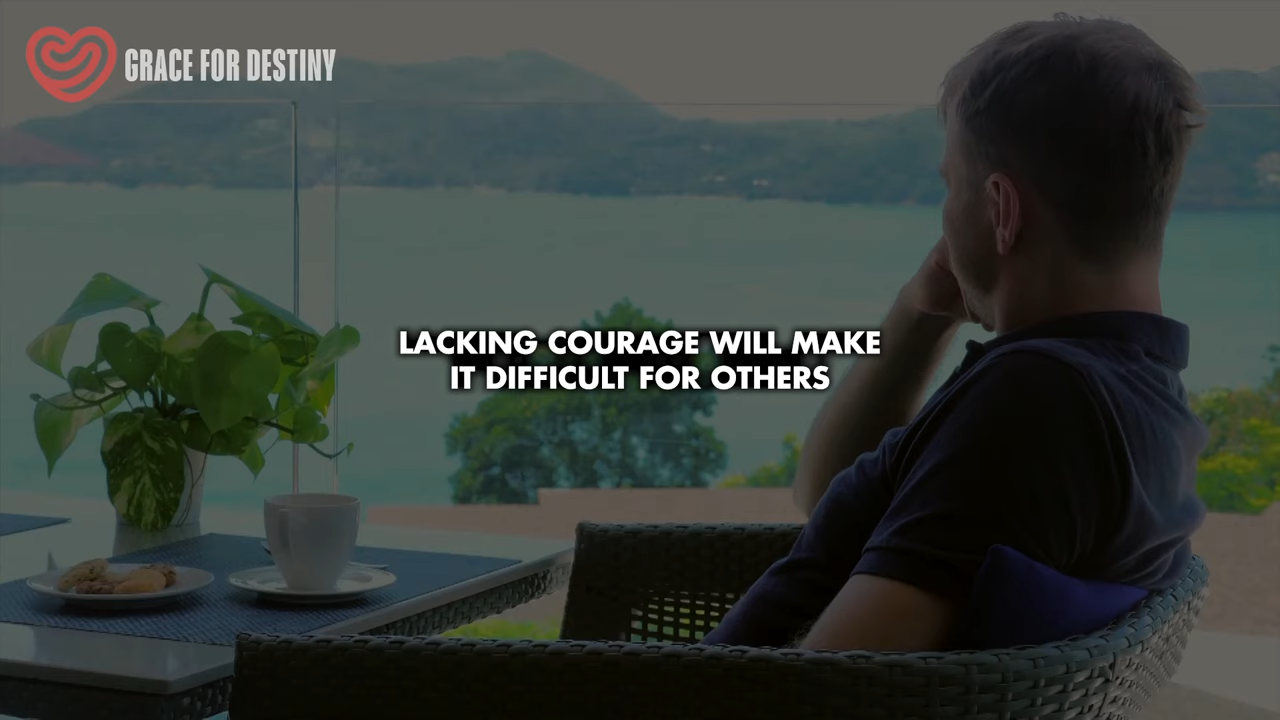 GRACE FOR DESTINY
LACKING COURAGE WILL MAKE
IT DIFFICULT FOR OTHERS